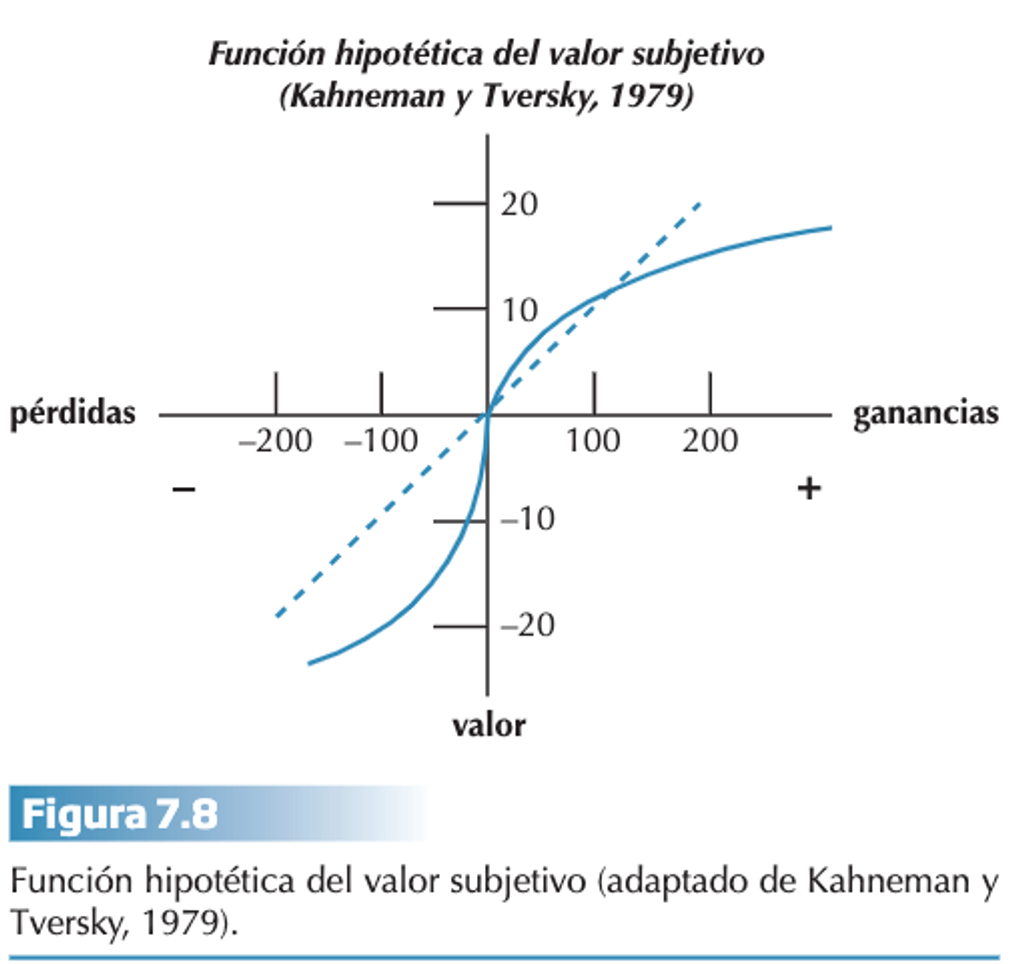 Función hipotética del valor subjetivo
(Kahneman y Tversky, 1979)
20
10
pérdidas
ganancias
–200
–100
100
200
–
+
–10
–20
valor
Figura 7.8
Función hipotética del valor subjetivo (adaptado de Kahneman y
Tversky, 1979).